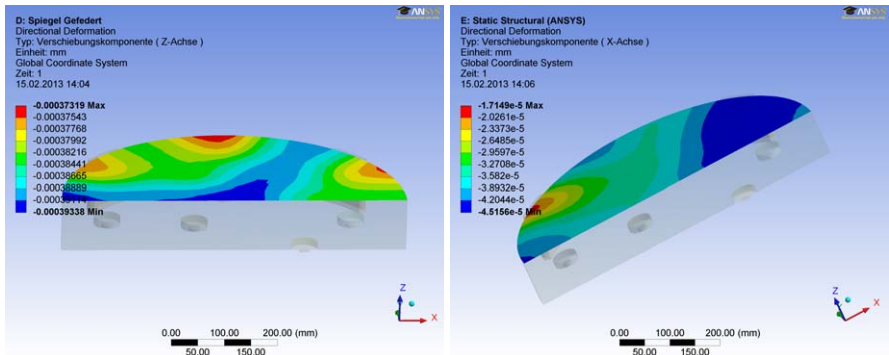 D: Spiegel Gefedert
Directional Deformation
Typ: Verschiebungskomponente ( Z-Achse )
Einheit: mm
Global Coordinate System
Zeit: 1
15.02.2013 14:04
ANSYS
-0.00037319 Max
-0.00037543
-0.00037768
-0.00037992
-0.00038216
-0.00038441
-0.00038665
-0.00038889
-0.00039114
-0.00039338 Min
Z
X
0.00 100.00 200.00 (mm)
50.00 150.00
E: Static Structural (ANSYS)
Directional Deformation
Typ: Verschiebungskomponente ( X-Achse )
Einheit: mm
Global Coordinate System
Zeit: 1
15.02.2013 14:06
ANSYS
-1.7149e-5 Max
-2.0261e-5
-2.3373e-5
-2.6485e-5
-2.9597e-5
-3.2708e-5
-3.582e-5
-3.8932e-5
-4.2044e-5
-4.5156e-5 Min
Z
X
0.00 100.00 200.00 (mm)
50.00 150.00